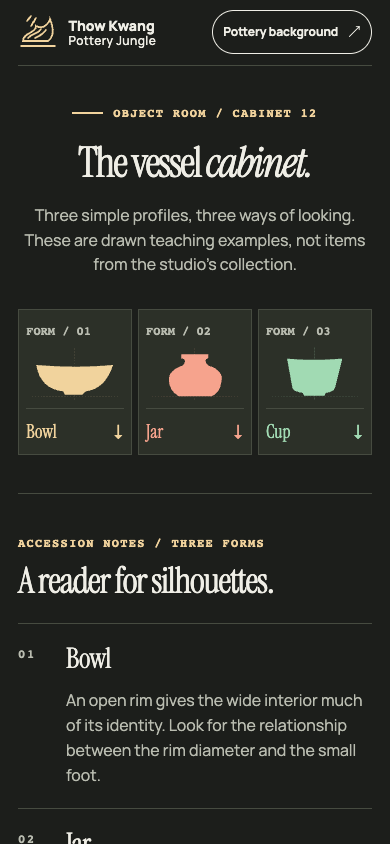 Thow Kwang
Pottery Jungle
Pottery background ↗
OBJECT ROOM / CABINET 12
The vessel cabinet.
Three simple profiles, three ways of looking.
These are drawn teaching examples, not items
from the studio's collection.
FORM / 01
Bowl ↓
FORM / 02
Jar ↓
FORM / 03
Cup ↓
ACCESSION NOTES / THREE FORMS
A reader for silhouettes.
01
Bowl
An open rim gives the wide interior much
of its identity. Look for the relationship
between the rim diameter and the small
foot.
02
Jar